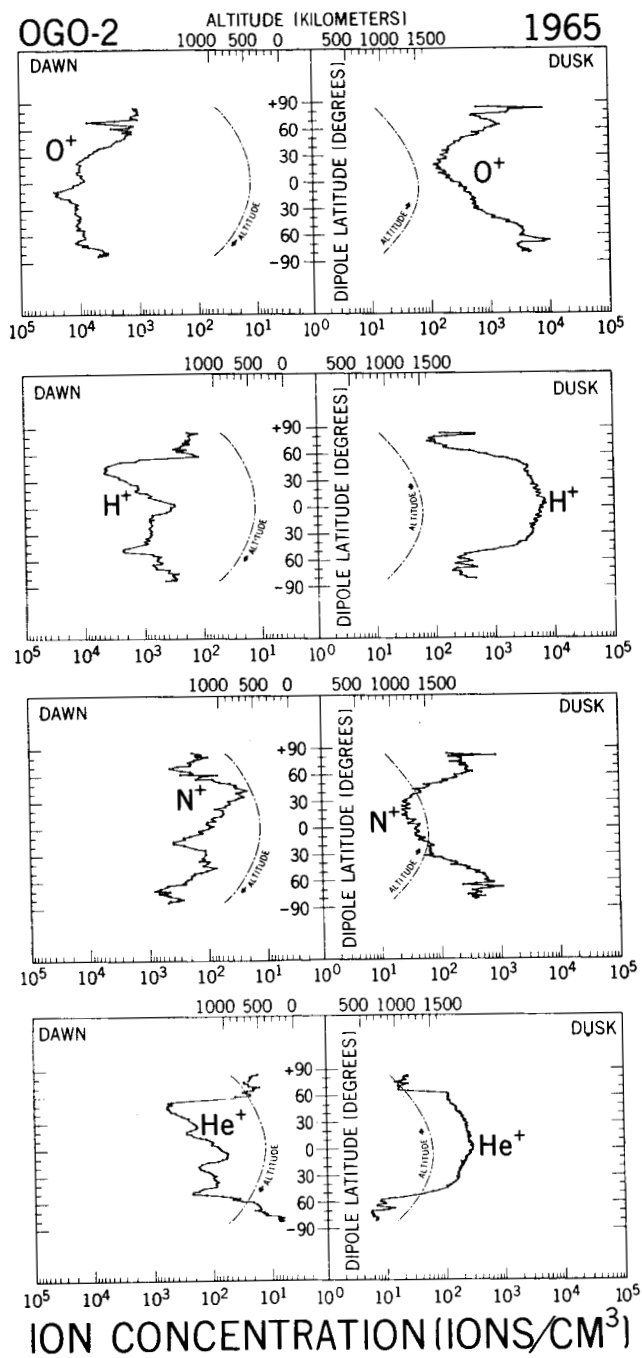 OGO-2 ALTITUDE [KILOMETERS] 1965
1000 500 0 500 1000 1500
DAWN DUSK
DIPOLE LATITUDE [DEGREES]
+90
60
30
0
30
60
-90
O+ O+
ALTITUDE ALTITUDE
10^5 10^4 10^3 10^2 10^1 10^0 10^1 10^2 10^3 10^4 10^5
1000 500 0 500 1000 1500
DAWN DUSK
DIPOLE LATITUDE [DEGREES]
+90
60
30
0
30
60
-90
H+ H+
ALTITUDE ALTITUDE
10^5 10^4 10^3 10^2 10^1 10^0 10^1 10^2 10^3 10^4 10^5
1000 500 0 500 1000 1500
DAWN DUSK
DIPOLE LATITUDE [DEGREES]
+90
60
30
0
30
60
-90
N+ N+
ALTITUDE ALTITUDE
10^5 10^4 10^3 10^2 10^1 10^0 10^1 10^2 10^3 10^4 10^5
1000 500 0 500 1000 1500
DAWN DUSK
DIPOLE LATITUDE [DEGREES]
+90
60
30
0
30
60
-90
He+ He+
ALTITUDE ALTITUDE
10^5 10^4 10^3 10^2 10^1 10^0 10^1 10^2 10^3 10^4 10^5
ION CONCENTRATION [IONS/CM^3]